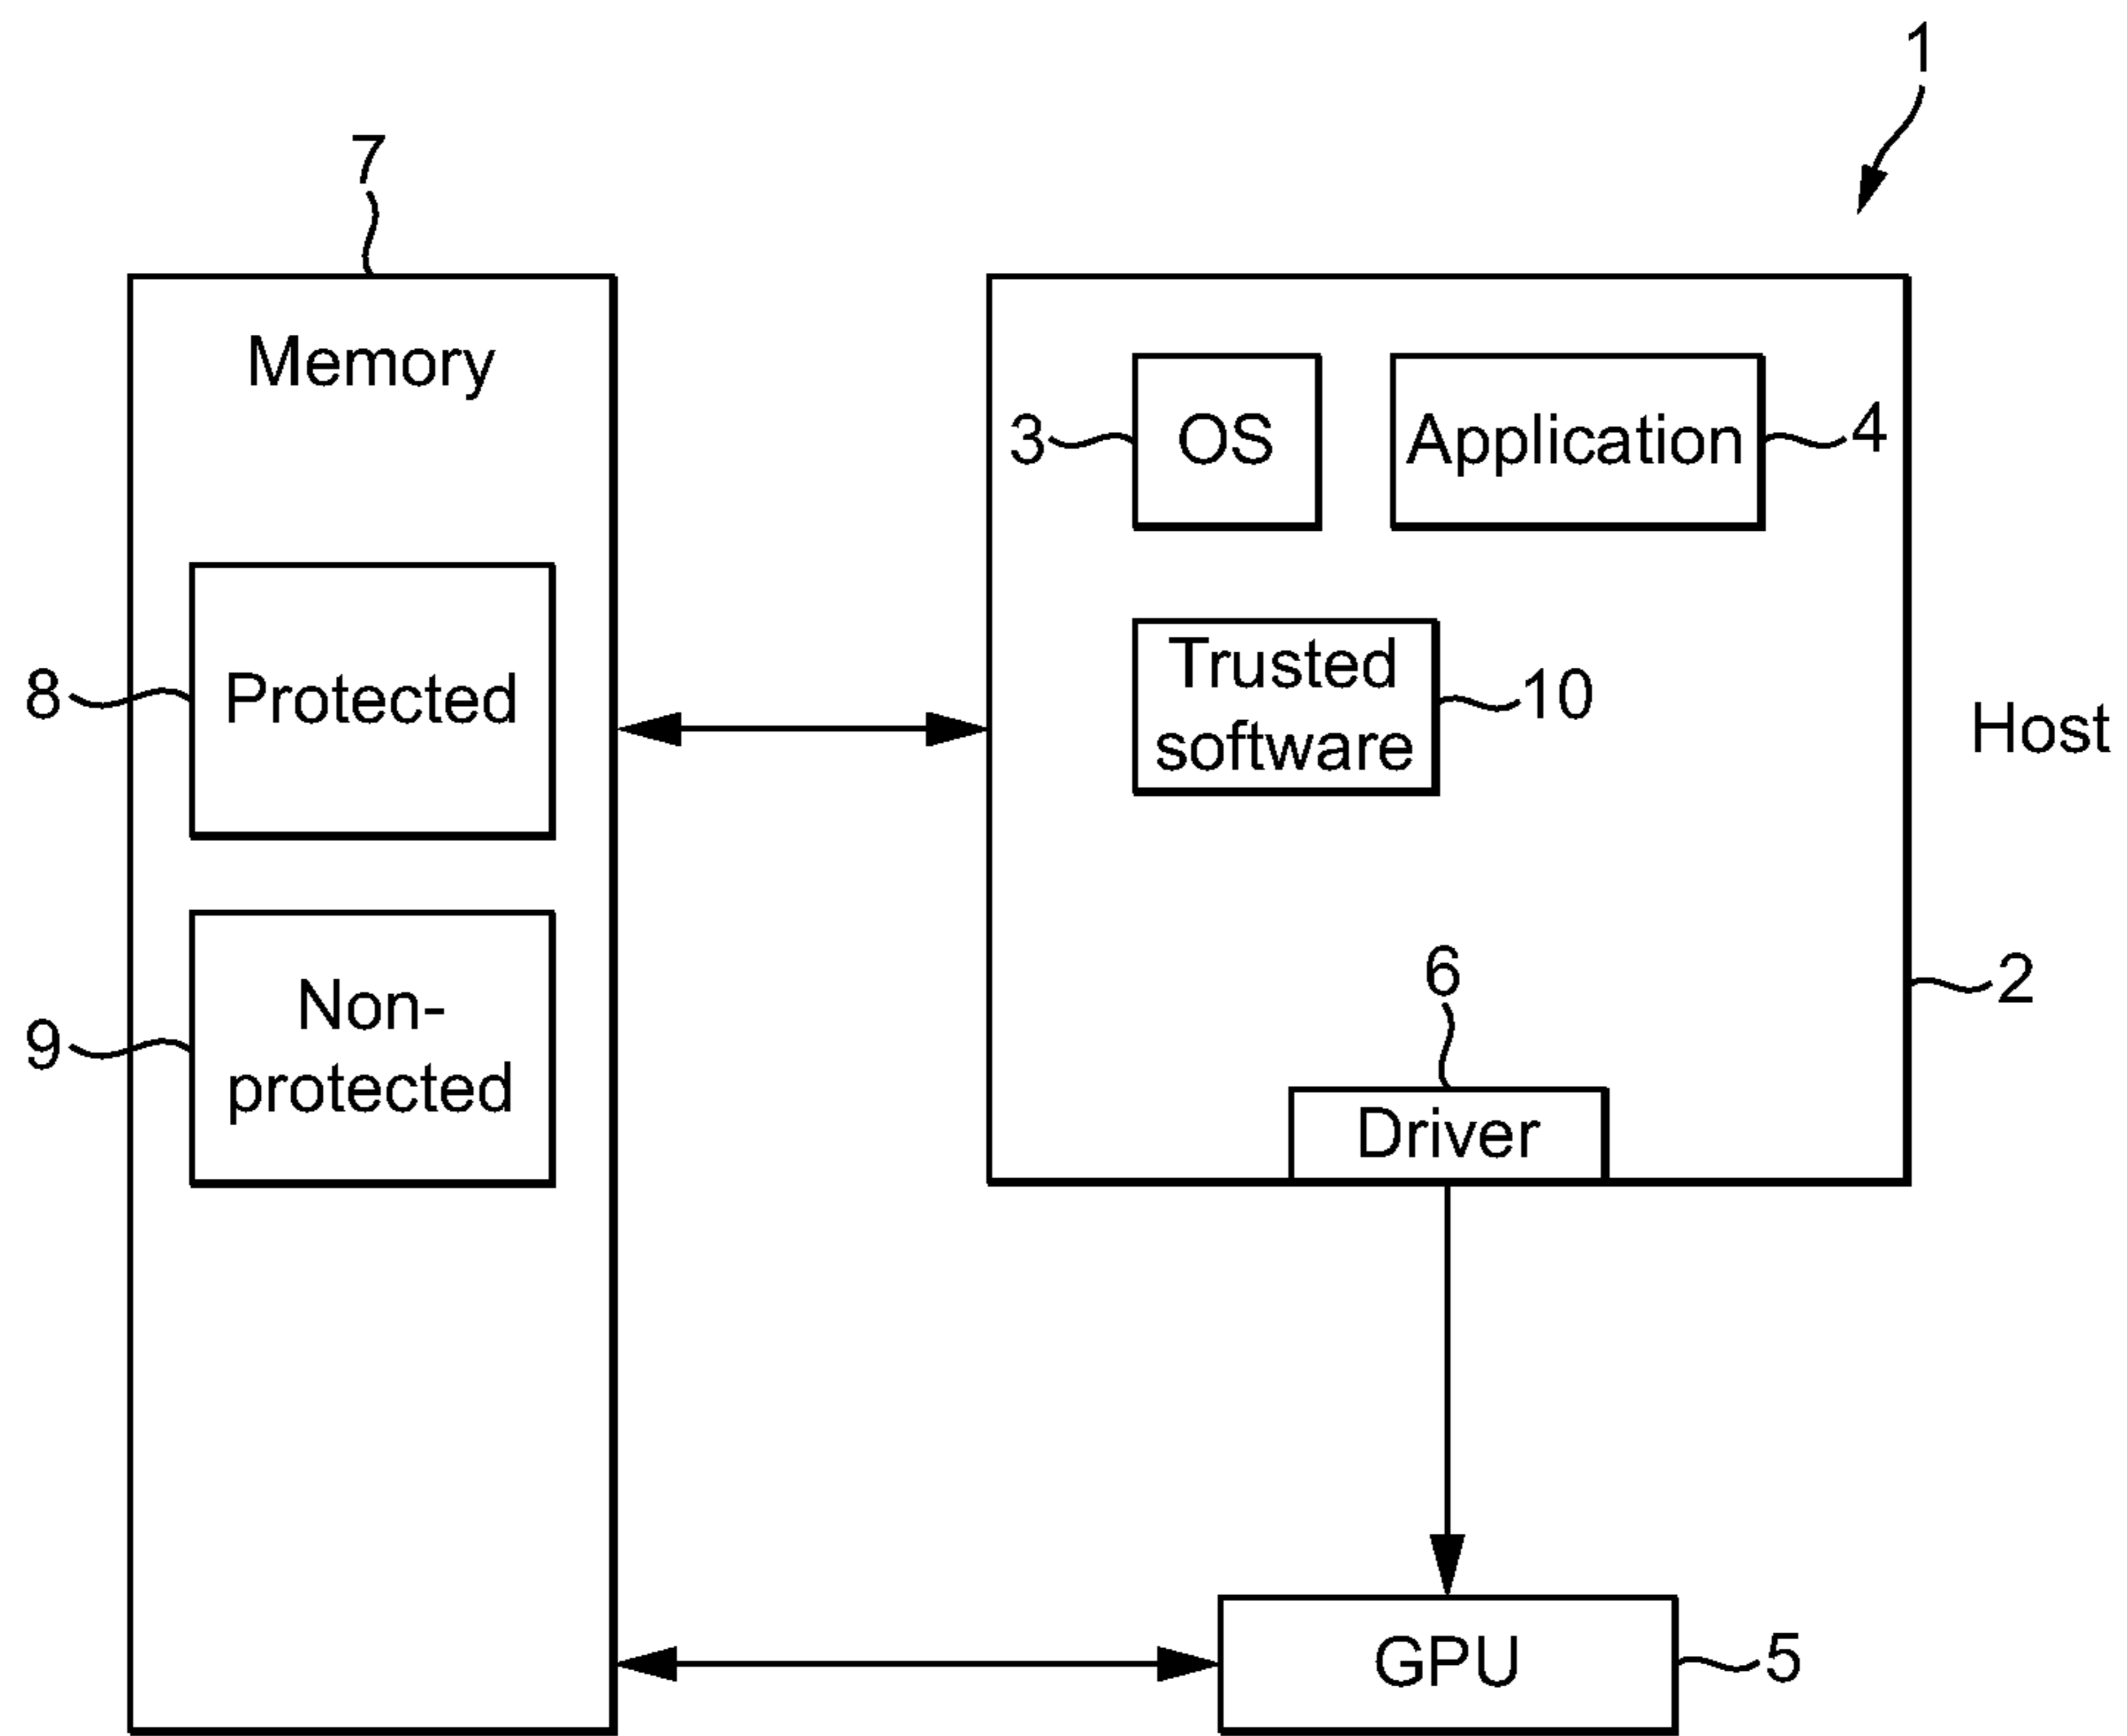 1
7
Memory
OS
Application
3
4
Trusted
software
10
8
Protected
Host
9
Non-
protected
6
2
Driver
GPU
5